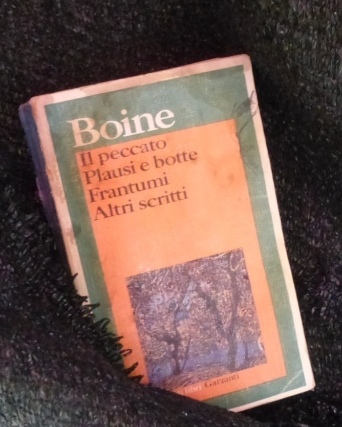 Boine
Il peccato
Plausi e botte
Frantumi
Altri scritti
Garzanti